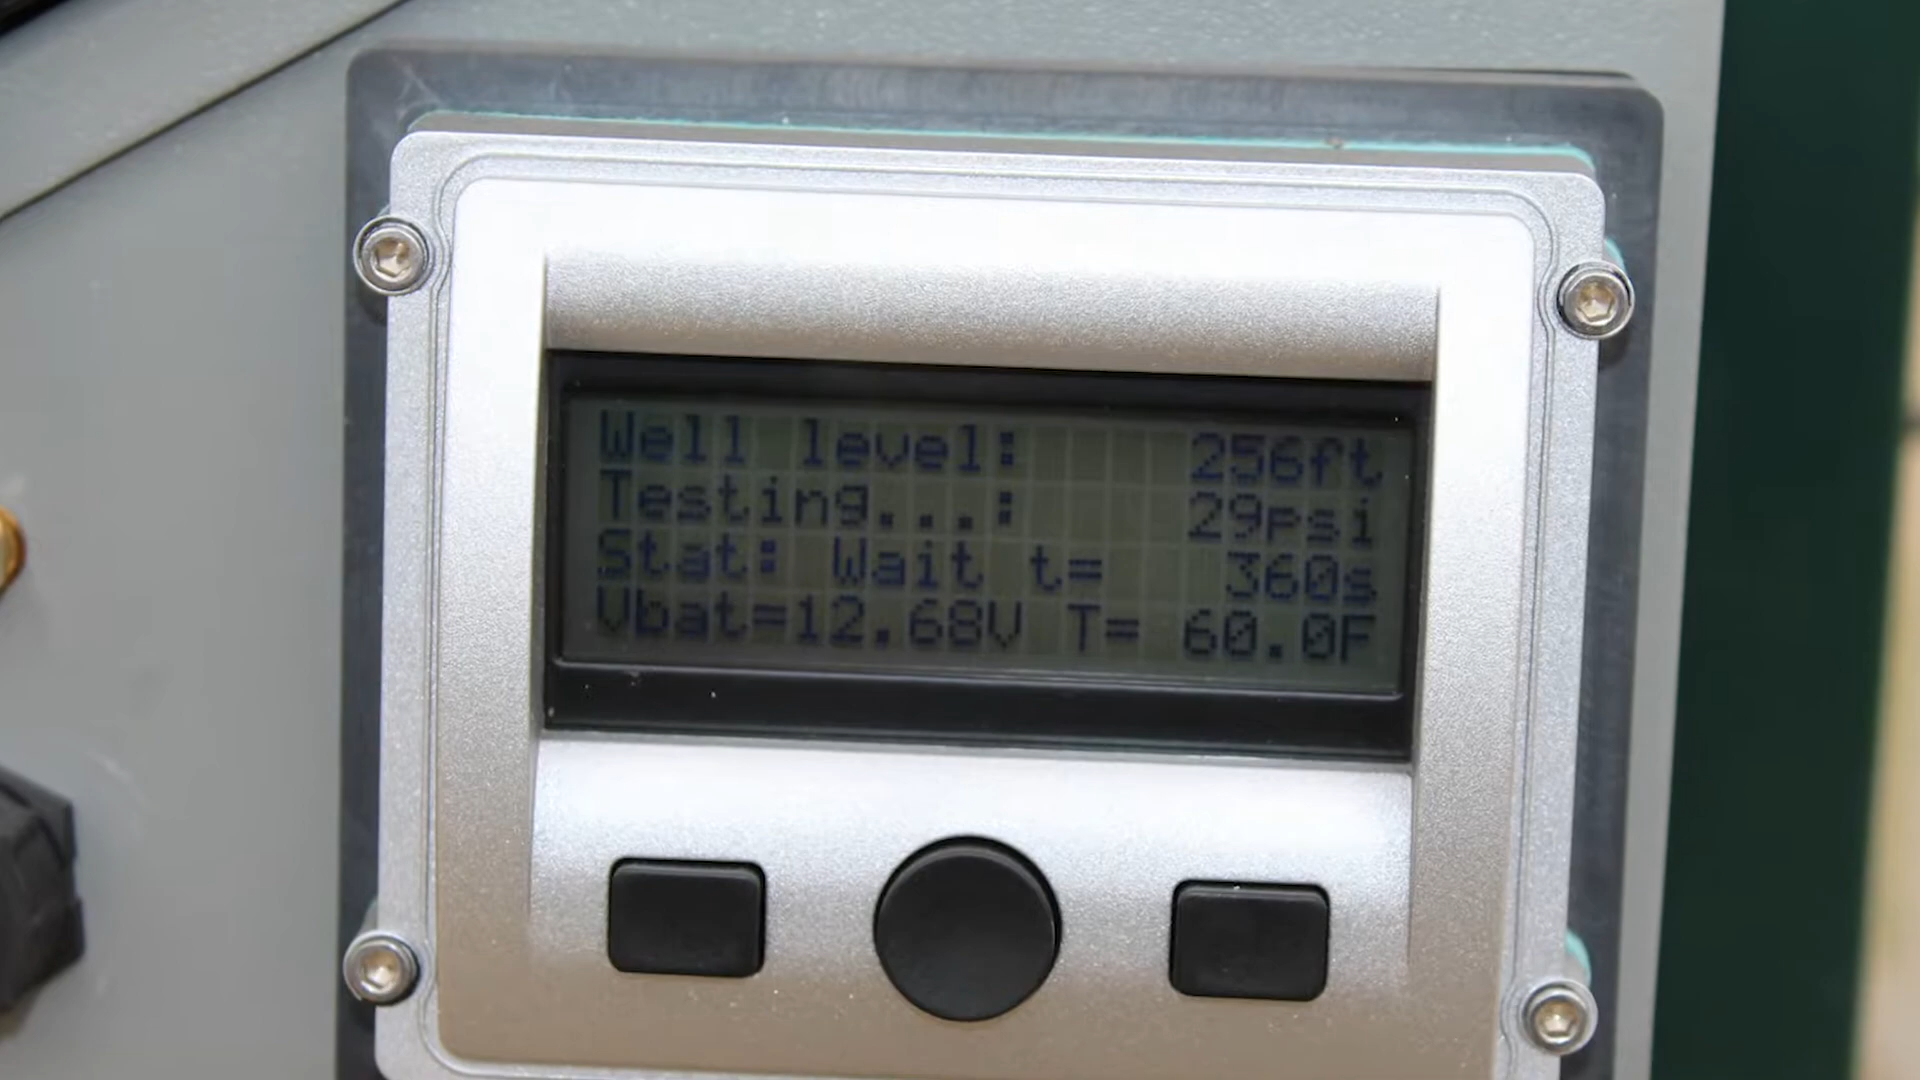 Well level: 256ft
Testing...: 29psi
Stat: Wait t= 360s
Vbat=12.68V T= 60.0F